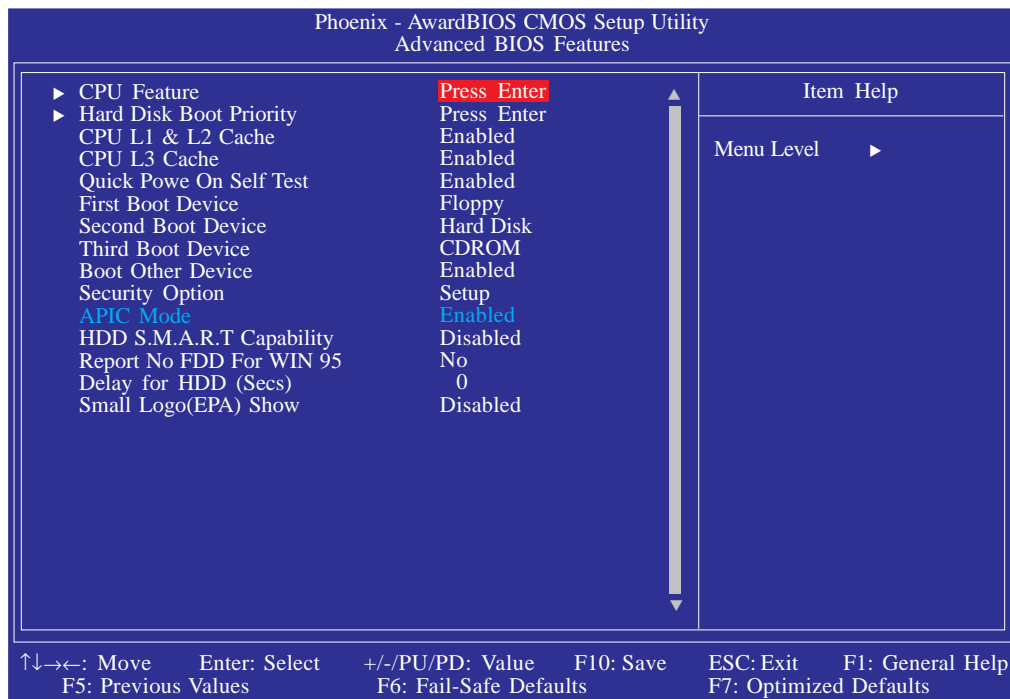 Phoenix - AwardBIOS CMOS Setup Utility
Advanced BIOS Features
▶ CPU Feature Press Enter
▶ Hard Disk Boot Priority Press Enter
CPU L1 & L2 Cache Enabled
CPU L3 Cache Enabled
Quick Powe On Self Test Enabled
First Boot Device Floppy
Second Boot Device Hard Disk
Third Boot Device CDROM
Boot Other Device Enabled
Security Option Setup
APIC Mode Enabled
HDD S.M.A.R.T Capability Disabled
Report No FDD For WIN 95 No
Delay for HDD (Secs) 0
Small Logo(EPA) Show Disabled
Item Help
Menu Level ▶
↑↓→←: Move Enter: Select +/-/PU/PD: Value F10: Save ESC: Exit F1: General Help
F5: Previous Values F6: Fail-Safe Defaults F7: Optimized Defaults